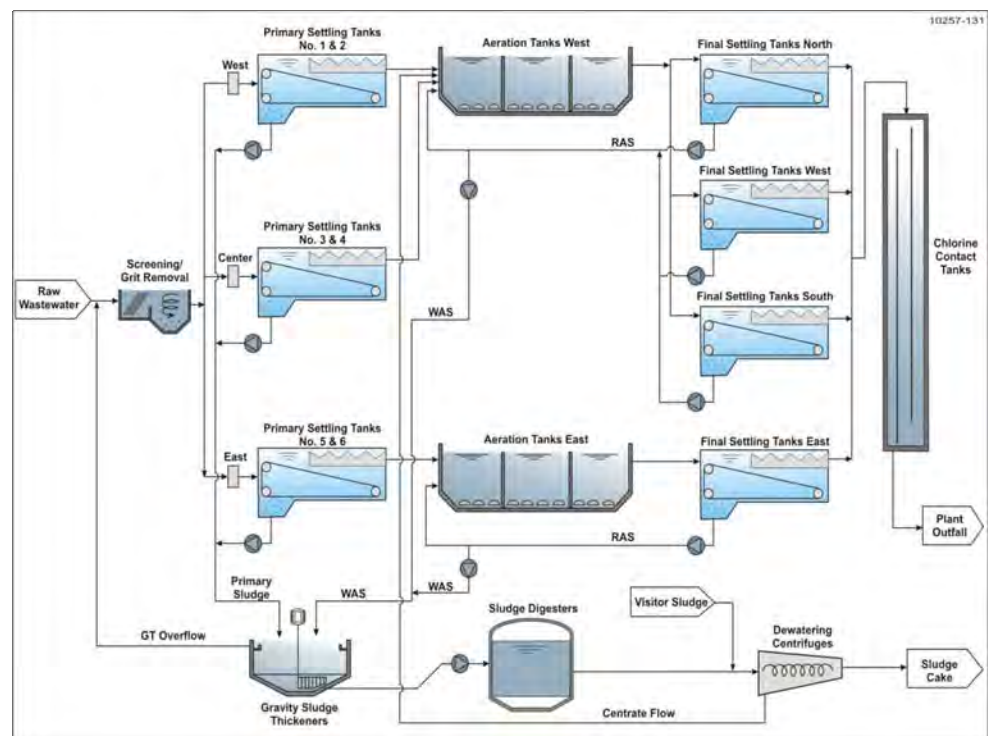 10257-131
Primary Settling Tanks
No. 1 & 2
Aeration Tanks West
Final Settling Tanks North
West
RAS
Final Settling Tanks West
Primary Settling Tanks
No. 3 & 4
Center
Screening/
Grit Removal
Raw
Wastewater
Chlorine
Contact
Tanks
WAS
Final Settling Tanks South
Primary Settling Tanks
No. 5 & 6
Aeration Tanks East
Final Settling Tanks East
East
RAS
Plant
Outfall
Primary
Sludge
WAS
WAS
Sludge Digesters
Visitor Sludge
GT Overflow
Dewatering
Centrifuges
Sludge
Cake
Gravity Sludge
Thickeners
Centrate Flow